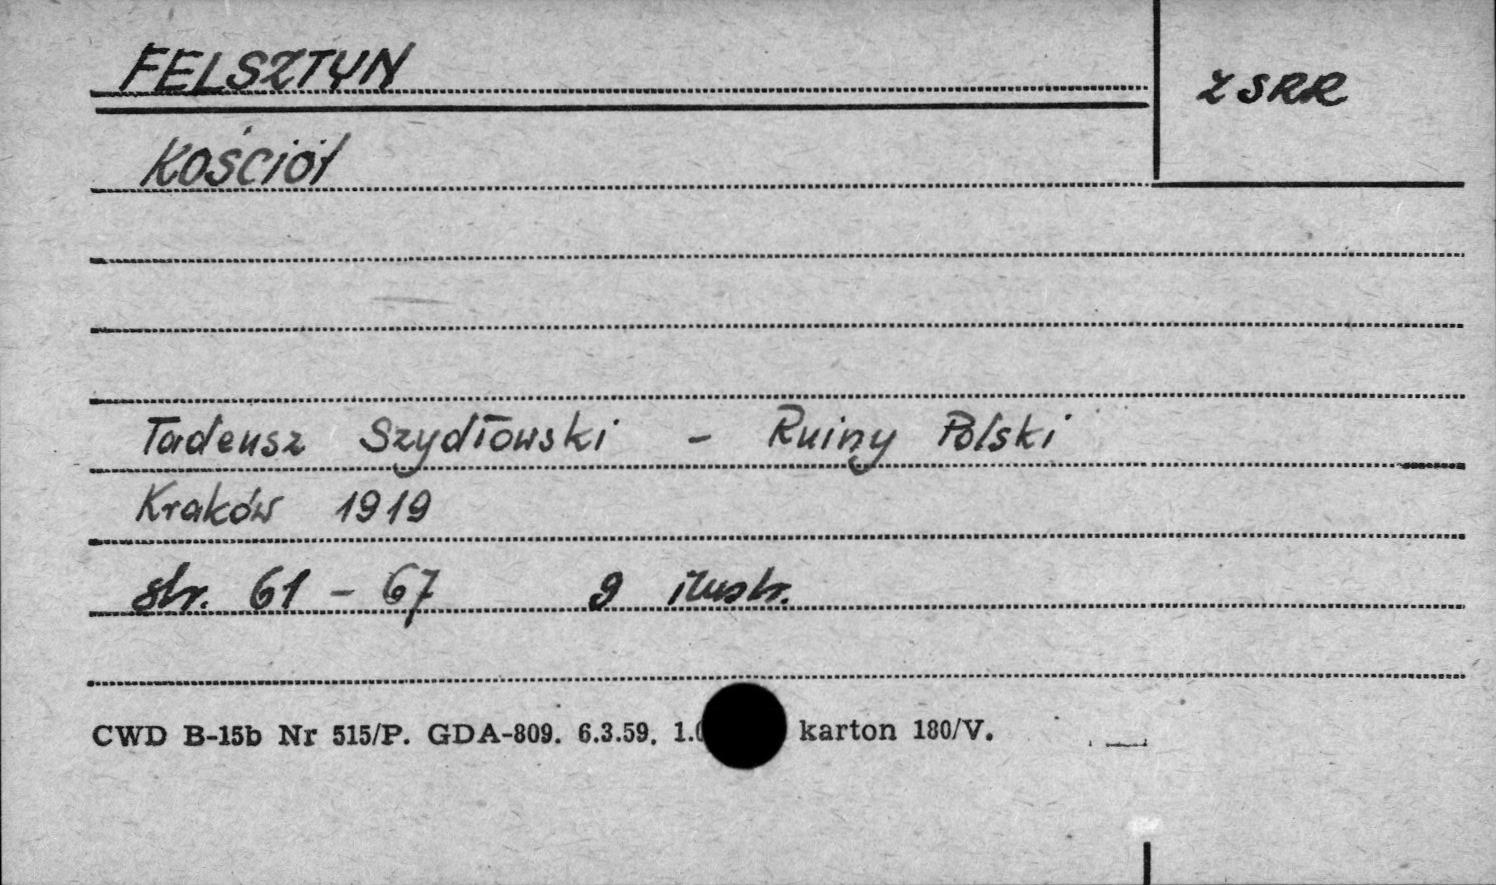 FELSZTYN
ZSRR
KOŚCIÓŁ
Tadeusz Szydłowski – Ruiny Polski
Kraków 1919
str. 61 – 67 9 ilustr.
CWD B-15b Nr 515/P. GDA-809. 6.3.59. karton 180/V.